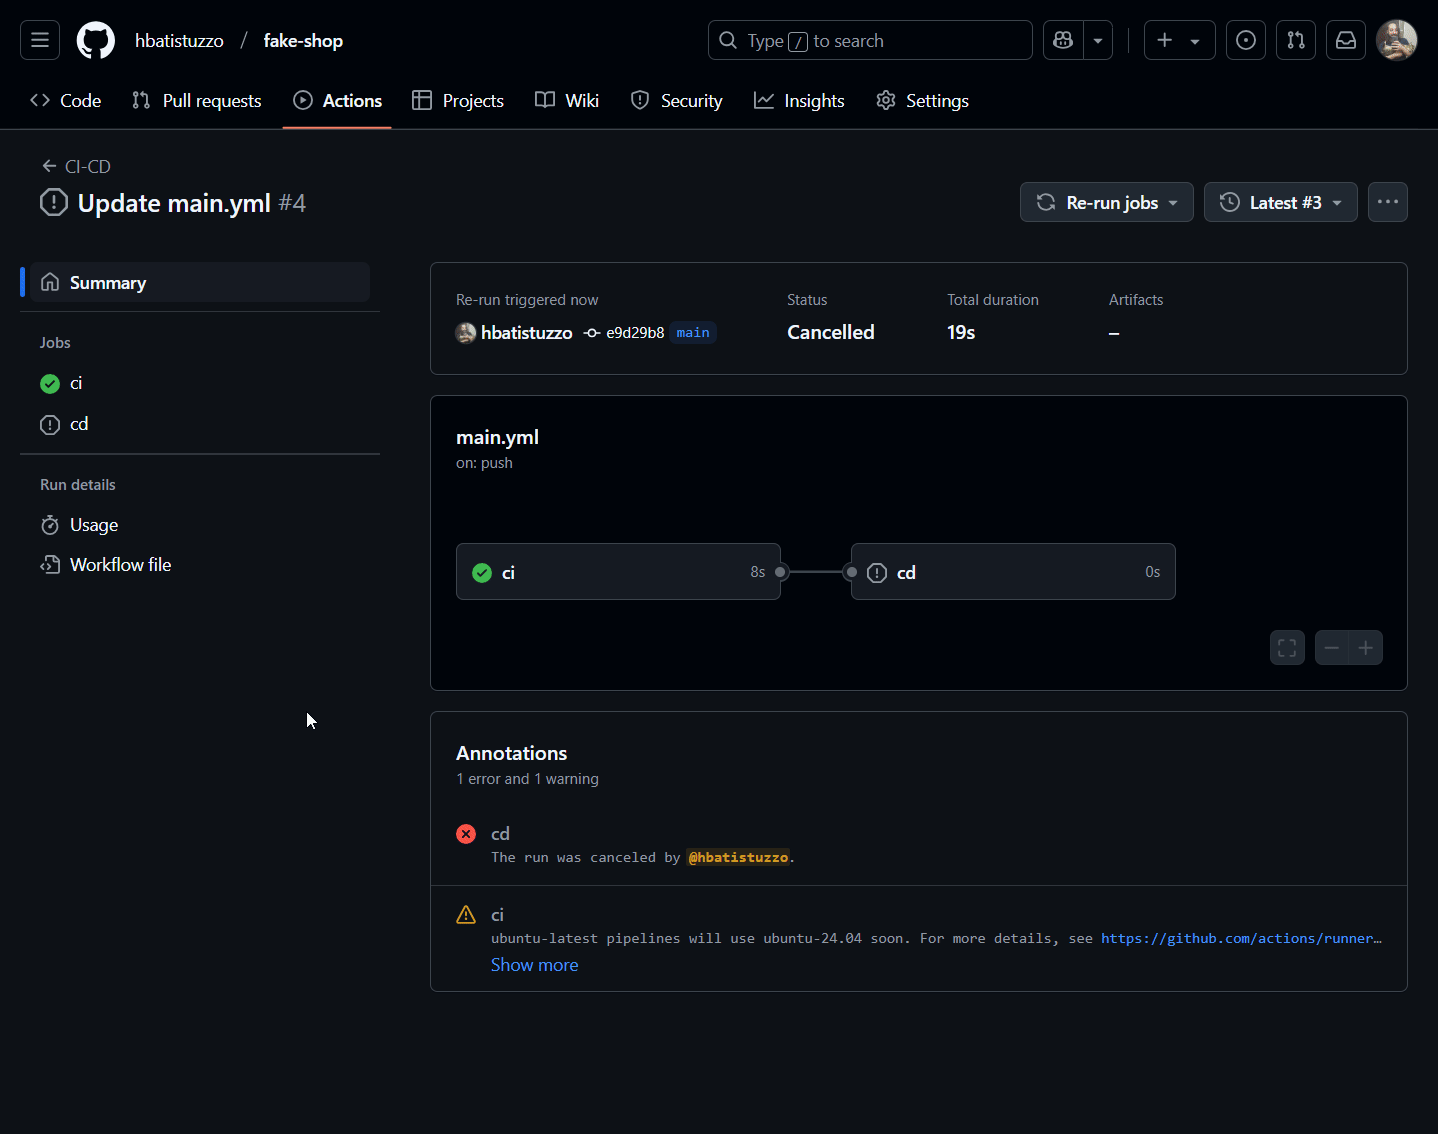 hbatistuzzo / fake-shop
Type / to search
Code Pull requests Actions Projects Wiki Security Insights Settings
CI-CD
Update main.yml #4
Re-run jobs
Latest #3
Summary
Jobs
ci
cd
Run details
Usage
Workflow file
Re-run triggered now
hbatistuzzo e9d29b8 main
Status
Cancelled
Total duration
19s
Artifacts
–
main.yml
on: push
ci 8s
cd 0s
Annotations
1 error and 1 warning
cd
The run was canceled by @hbatistuzzo.
ci
ubuntu-latest pipelines will use ubuntu-24.04 soon. For more details, see https://github.com/actions/runner…
Show more